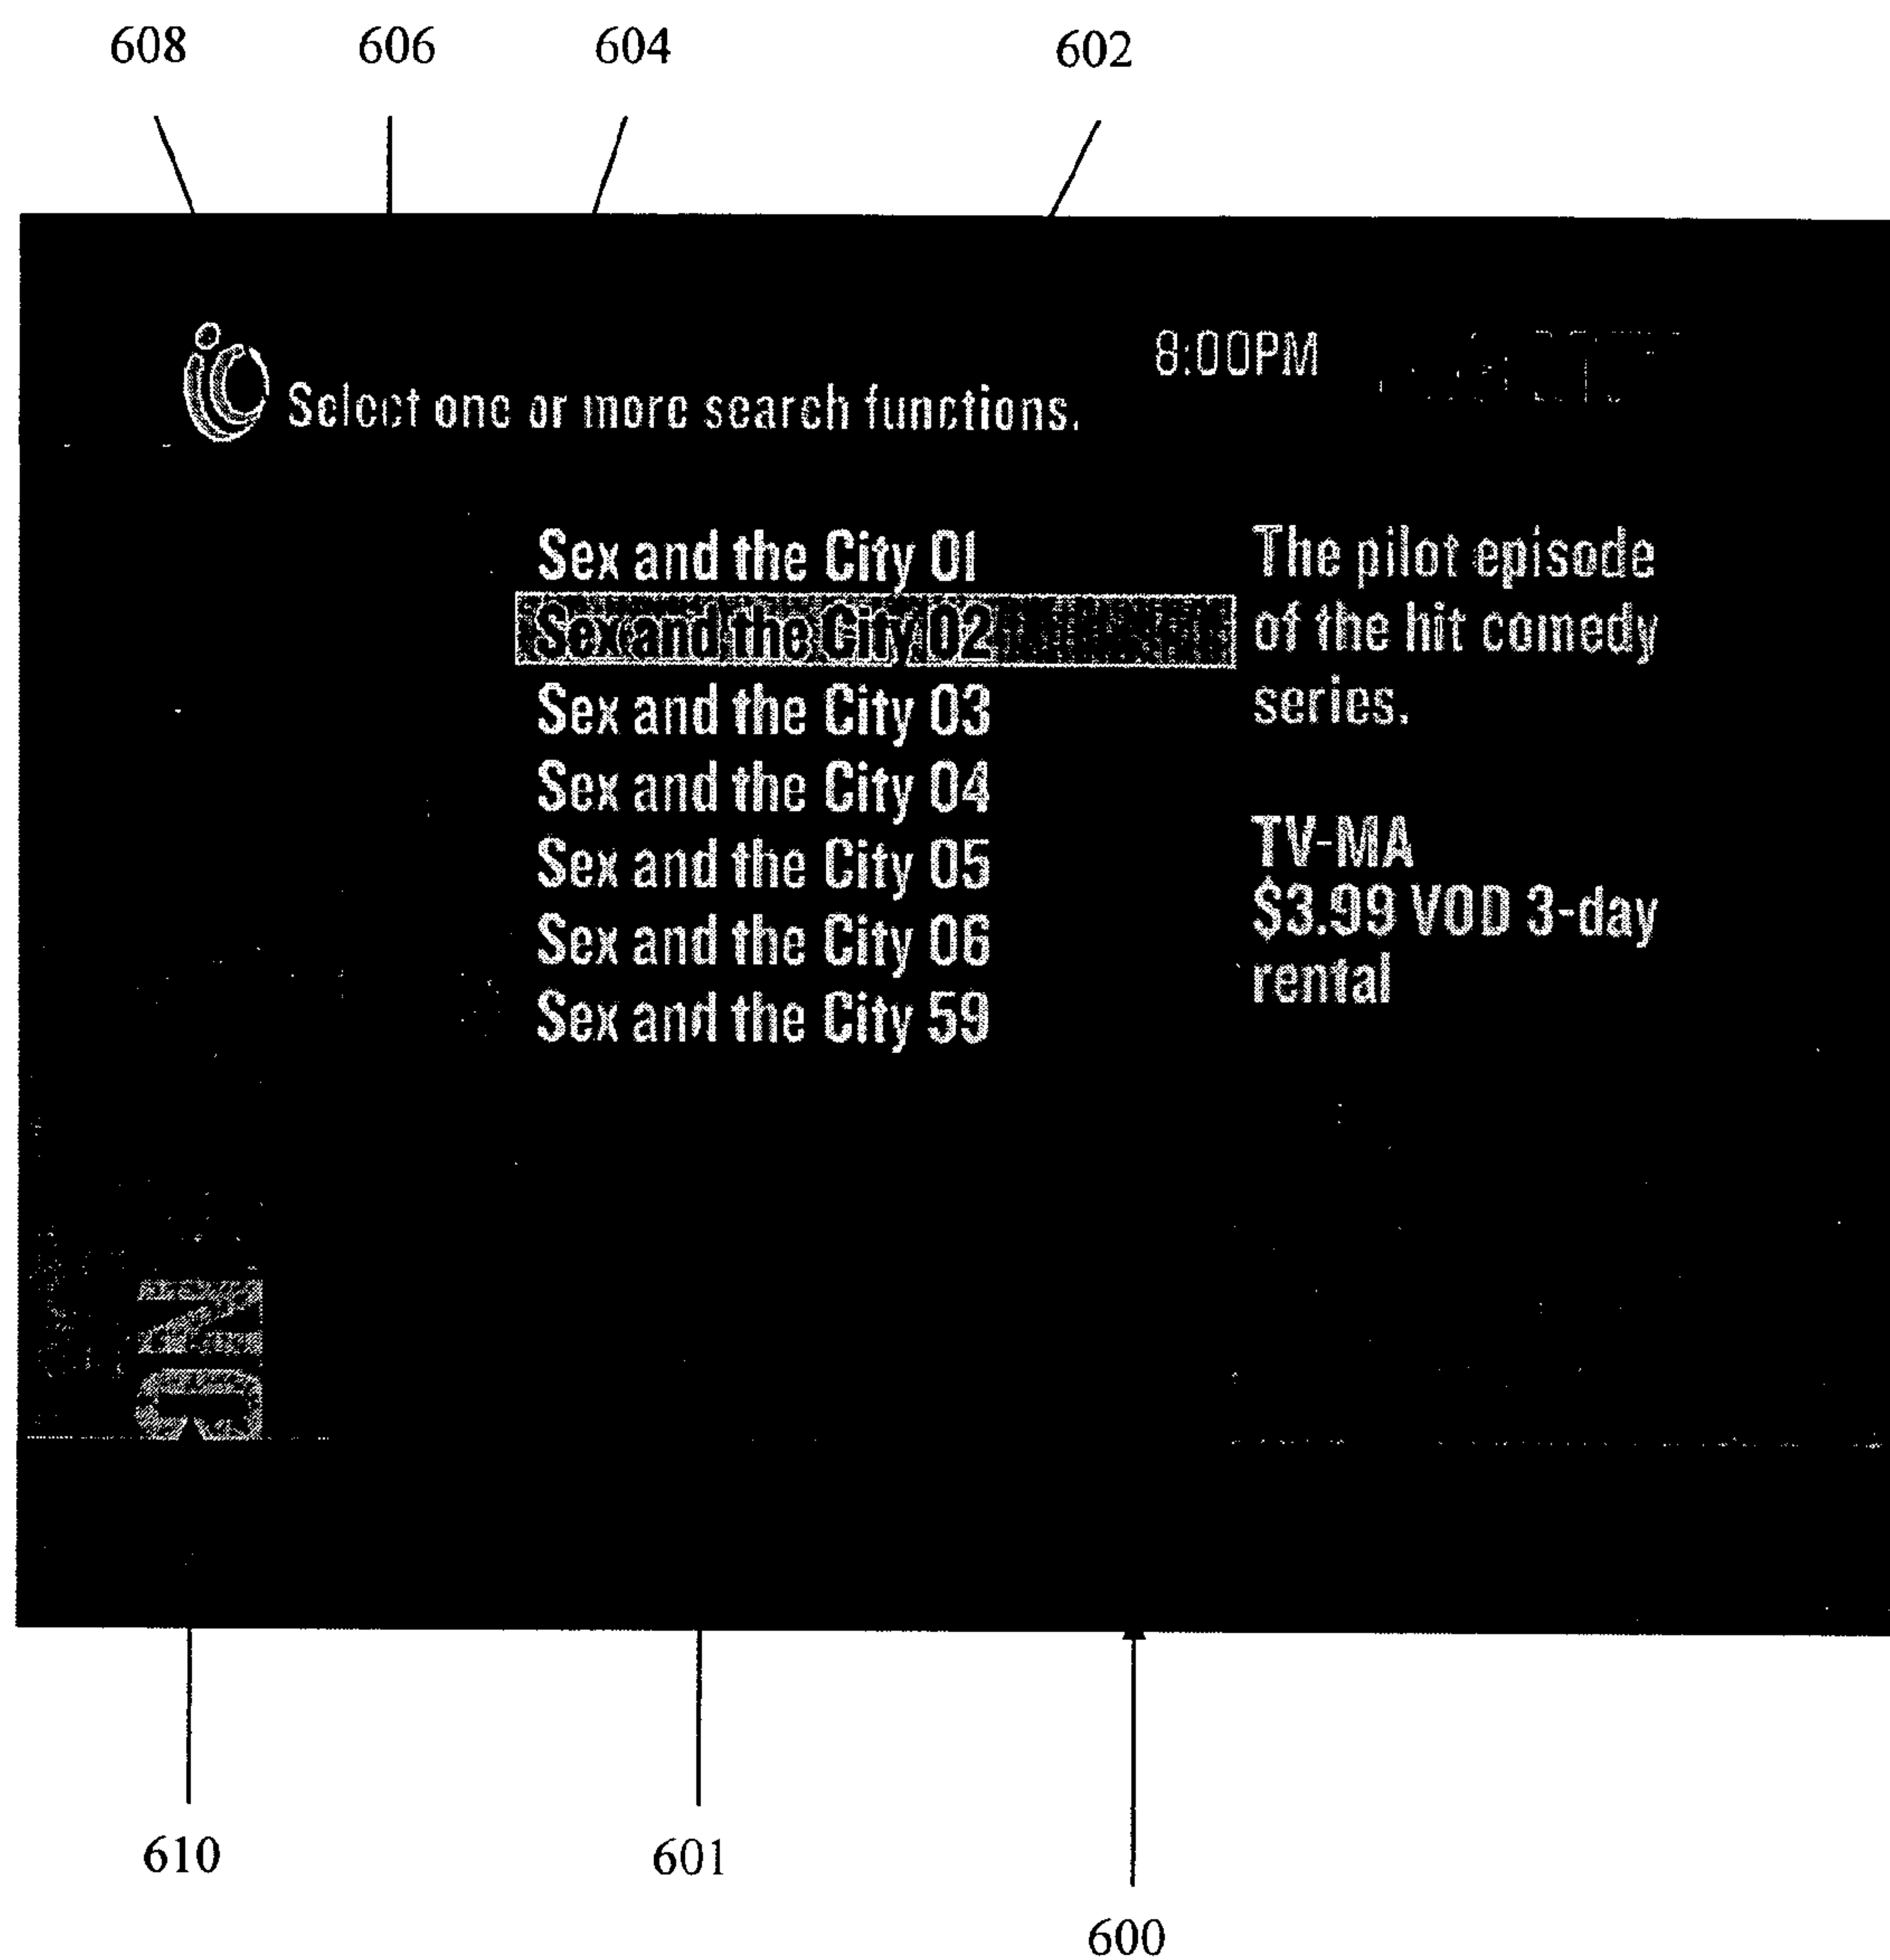 608 606 604 602
8:00PM
Select one or more search functions.
Sex and the City 01
Sex and the City 02
Sex and the City 03
Sex and the City 04
Sex and the City 05
Sex and the City 06
Sex and the City 59
The pilot episode
of the hit comedy
series.
TV-MA
$3.99 VOD 3-day
rental
610 601
600